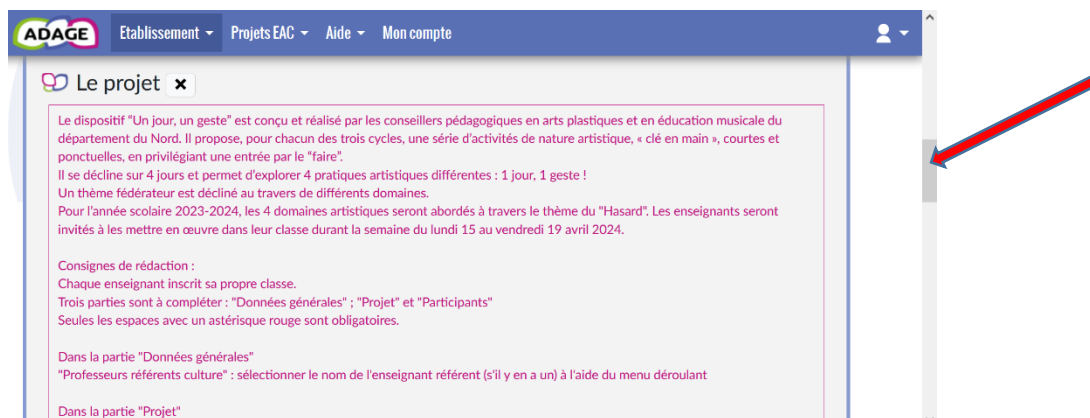 ADAGE Etablissement Projets EAC Aide Mon compte
Le projet
Le dispositif “Un jour, un geste” est conçu et réalisé par les conseillers pédagogiques en arts plastiques et en éducation musicale du
département du Nord. Il propose, pour chacun des trois cycles, une série d’activités de nature artistique, « clé en main », courtes et
ponctuelles, en privilégiant une entrée par le “faire”.
Il se décline sur 4 jours et permet d’explorer 4 pratiques artistiques différentes : 1 jour, 1 geste !
Un thème fédérateur est décliné au travers de différents domaines.
Pour l’année scolaire 2023-2024, les 4 domaines artistiques seront abordés à travers le thème du "Hasard". Les enseignants seront
invités à les mettre en œuvre dans leur classe durant la semaine du lundi 15 au vendredi 19 avril 2024.
Consignes de rédaction :
Chaque enseignant inscrit sa propre classe.
Trois parties sont à compléter : "Données générales" ; "Projet" et "Participants"
Seules les espaces avec un astérisque rouge sont obligatoires.
Dans la partie "Données générales"
"Professeurs référents culture" : sélectionner le nom de l'enseignant référent (s'il y en a un) à l'aide du menu déroulant
Dans la partie "Projet"